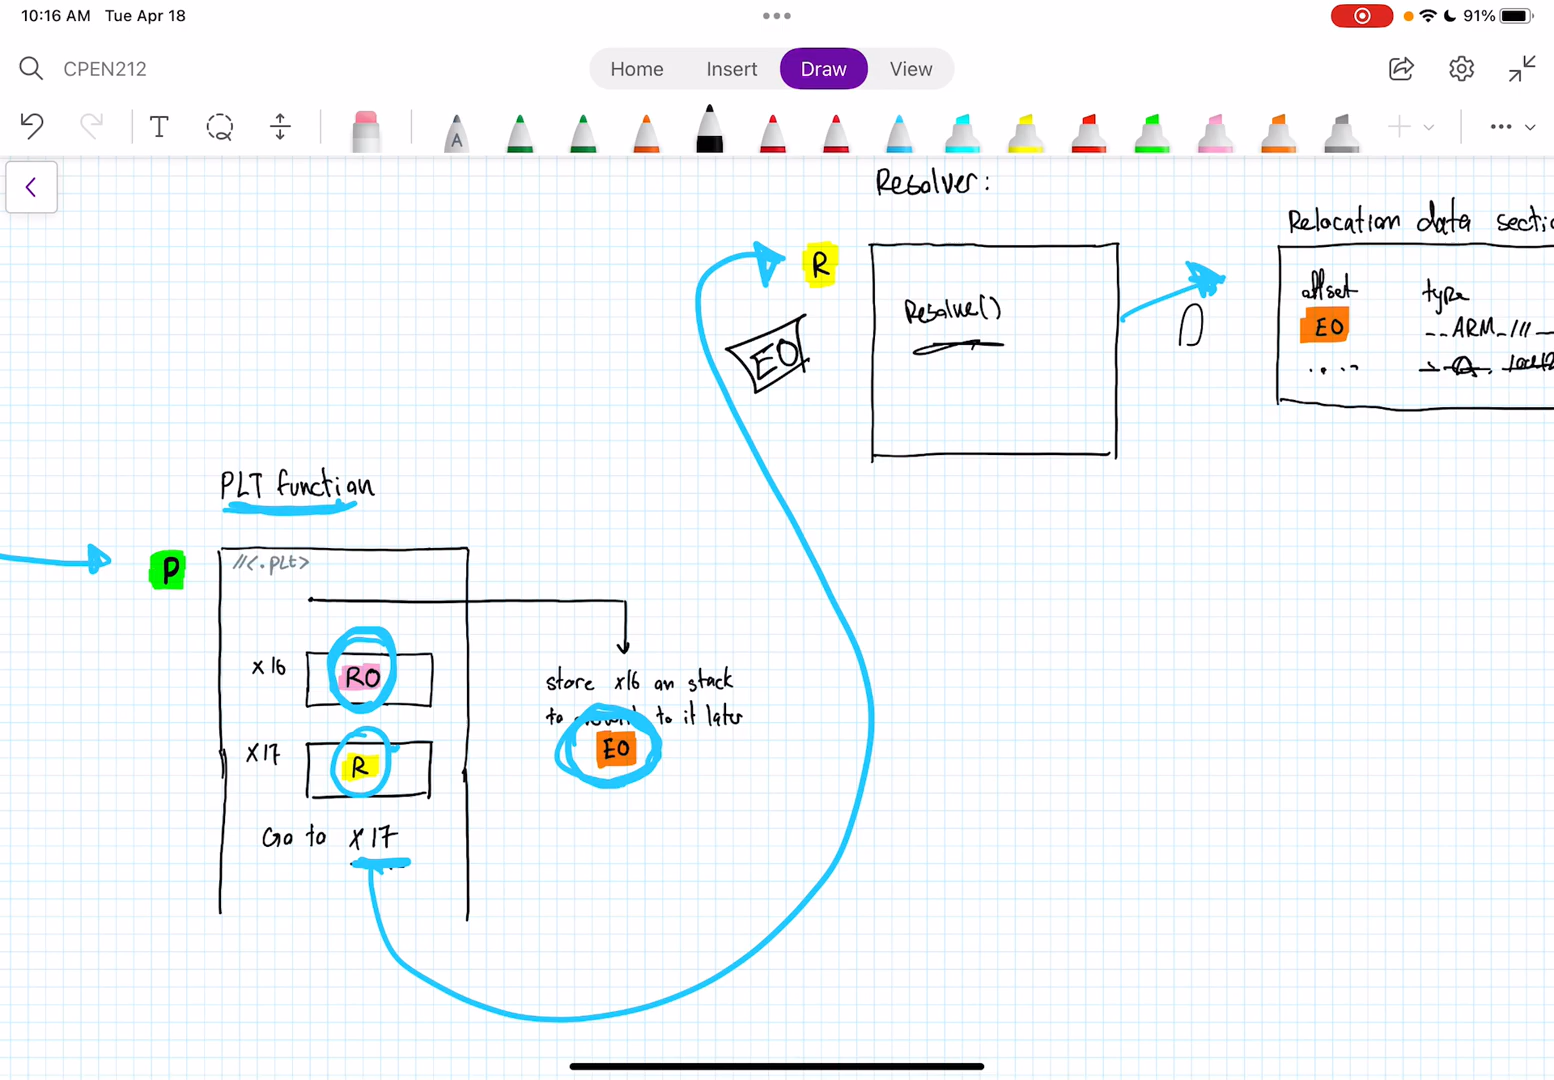 10:16 AM Tue Apr 18
91%
CPEN212
Home Insert Draw View
T
A
Resolver:
Relocation data sectio
R
Resolve()
EO
offset type
EO --ARM-///-
....
PLT function
P
//<.plt>
x16 RO
store x16 on stack
to to it later
EO
x17 R
Go to x17